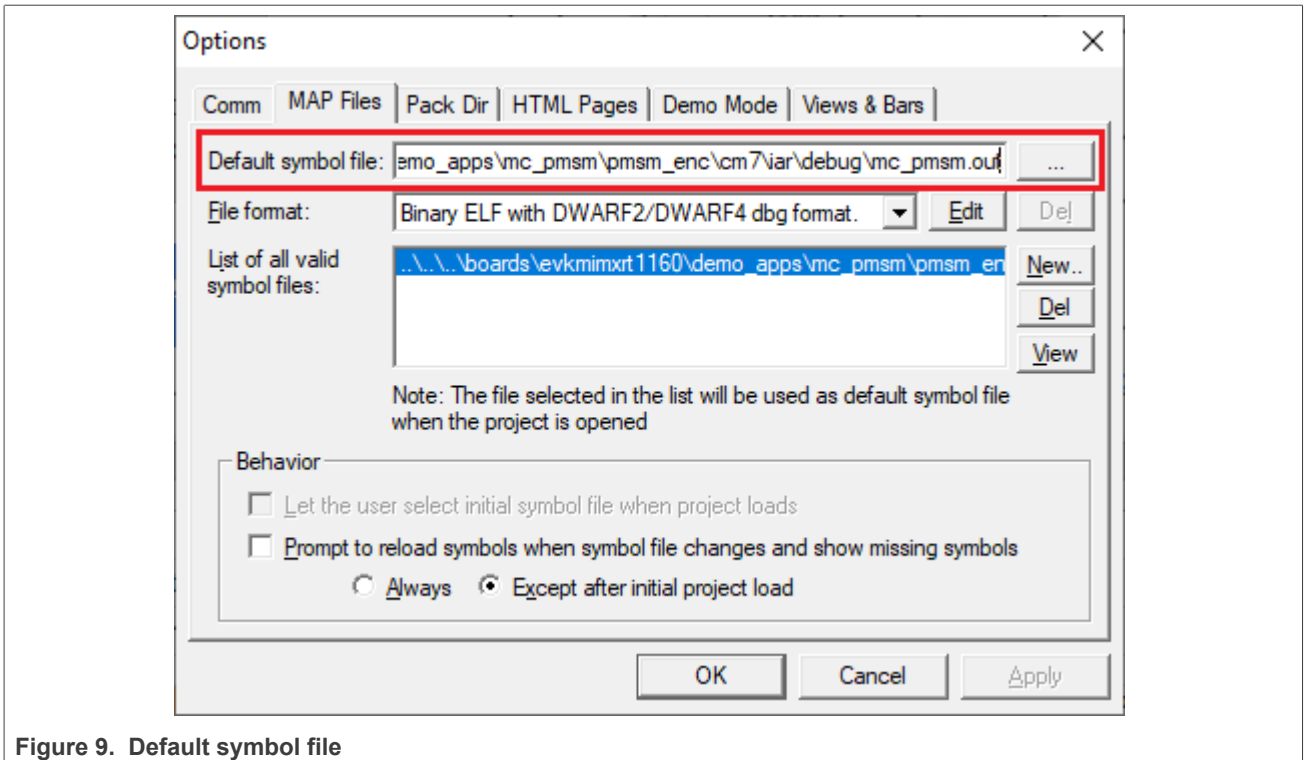 Options
Comm MAP Files Pack Dir HTML Pages Demo Mode Views & Bars
Default symbol file: emo_apps\mc_pmsm\pmsm_enc\cm7\iar\debug\mc_pmsm.out ...
File format: Binary ELF with DWARF2/DWARF4 dbg format. Edit Del
List of all valid
symbol files:
..\..\..\boards\evkmimxrt1160\demo_apps\mc_pmsm\pmsm_en
New..
Del
View
Note: The file selected in the list will be used as default symbol file
when the project is opened
Behavior
Let the user select initial symbol file when project loads
Prompt to reload symbols when symbol file changes and show missing symbols
Always Except after initial project load
OK Cancel Apply
Figure 9. Default symbol file